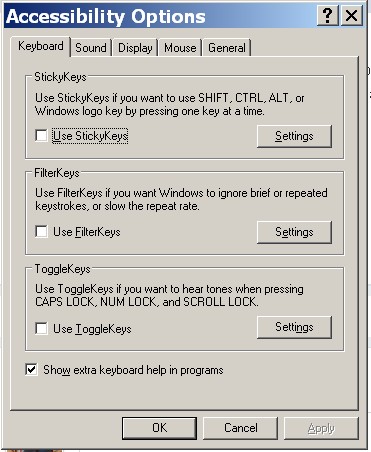 Accessibility Options
Keyboard Sound Display Mouse General
StickyKeys
Use StickyKeys if you want to use SHIFT, CTRL, ALT, or
Windows logo key by pressing one key at a time.
Use StickyKeys Settings
FilterKeys
Use FilterKeys if you want Windows to ignore brief or repeated
keystrokes, or slow the repeat rate.
Use FilterKeys Settings
ToggleKeys
Use ToggleKeys if you want to hear tones when pressing
CAPS LOCK, NUM LOCK, and SCROLL LOCK.
Use ToggleKeys Settings
Show extra keyboard help in programs
OK Cancel Apply